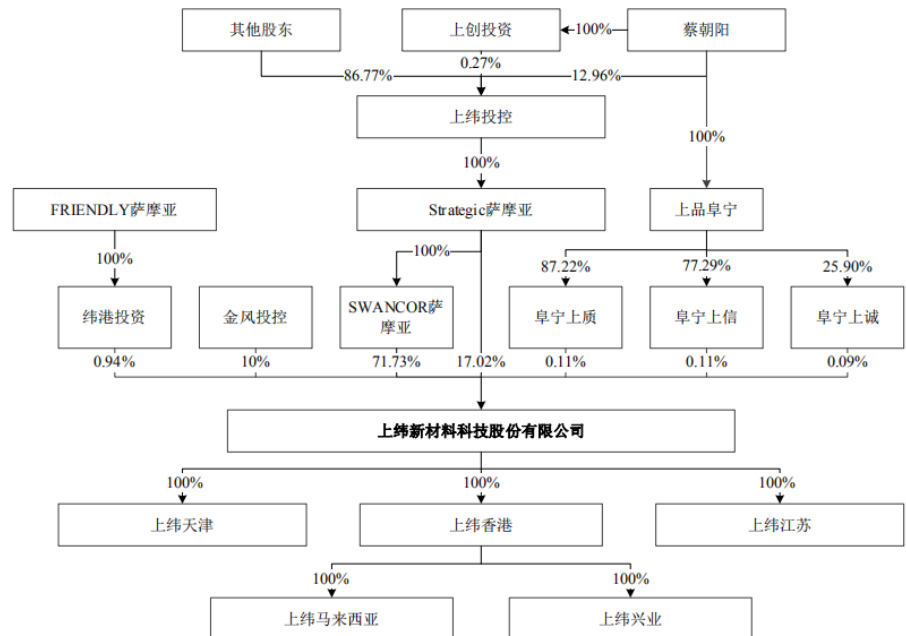 其他股东
上创投资
100%
蔡朝阳
0.27%
86.77%
12.96%
上纬投控
100%
100%
FRIENDLY萨摩亚
Strategic萨摩亚
上品阜宁
100%
100%
87.22%
77.29%
25.90%
纬港投资
金风投控
SWANCOR萨
摩亚
阜宁上质
阜宁上信
阜宁上诚
0.94%
10%
71.73%
17.02%
0.11%
0.11%
0.09%
上纬新材料科技股份有限公司
100%
100%
100%
上纬天津
上纬香港
上纬江苏
100%
100%
上纬马来西亚
上纬兴业